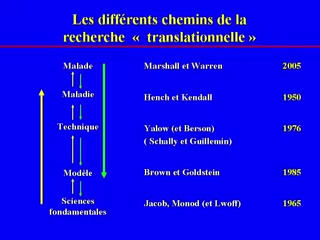 Les différents chemins de la
recherche « translationnelle »
Malade Marshall et Warren 2005
Maladie Hench et Kendall 1950
Technique Yalow (et Berson) 1976
( Schally et Guillemin)
Modèle Brown et Goldstein 1985
Sciences
fondamentales Jacob, Monod (et Lwoff) 1965